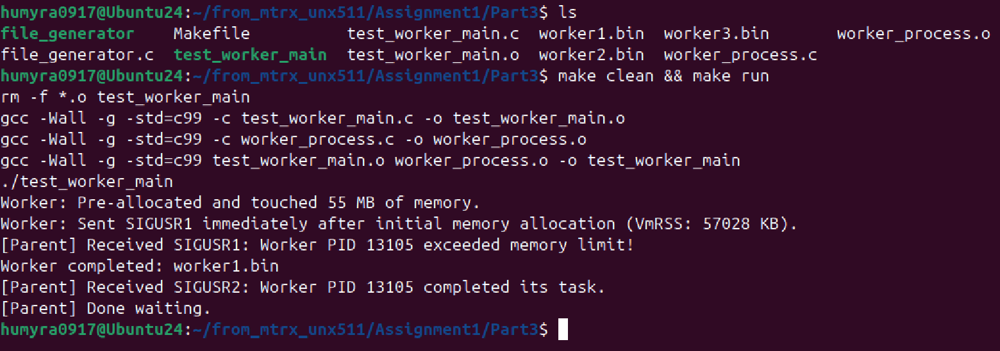 humyra0917@Ubuntu24:~/from_mtrx_unx511/Assignment1/Part3$ ls
file_generator    Makefile          test_worker_main.c  worker1.bin  worker3.bin       worker_process.o
file_generator.c  test_worker_main  test_worker_main.o  worker2.bin  worker_process.c
humyra0917@Ubuntu24:~/from_mtrx_unx511/Assignment1/Part3$ make clean && make run
rm -f *.o test_worker_main
gcc -Wall -g -std=c99 -c test_worker_main.c -o test_worker_main.o
gcc -Wall -g -std=c99 -c worker_process.c -o worker_process.o
gcc -Wall -g -std=c99 test_worker_main.o worker_process.o -o test_worker_main
./test_worker_main
Worker: Pre-allocated and touched 55 MB of memory.
Worker: Sent SIGUSR1 immediately after initial memory allocation (VmRSS: 57028 KB).
[Parent] Received SIGUSR1: Worker PID 13105 exceeded memory limit!
Worker completed: worker1.bin
[Parent] Received SIGUSR2: Worker PID 13105 completed its task.
[Parent] Done waiting.
humyra0917@Ubuntu24:~/from_mtrx_unx511/Assignment1/Part3$